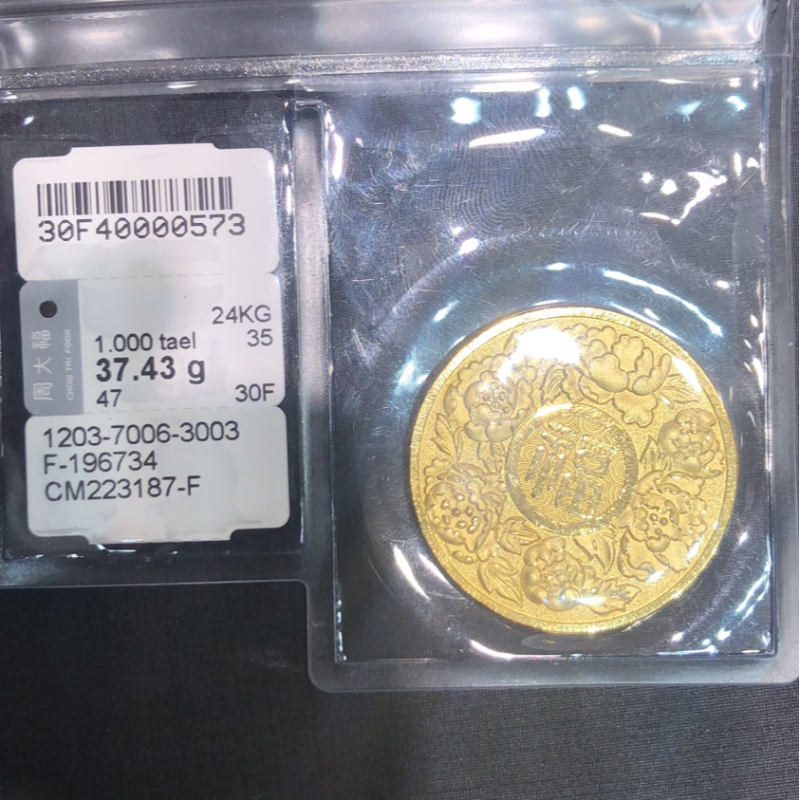 30F40000573
24KG
1.000 tael 35
37.43 g
47 30F
周大福
CHOW TAI FOOK
1203-7006-3003
F-196734
CM223187-F